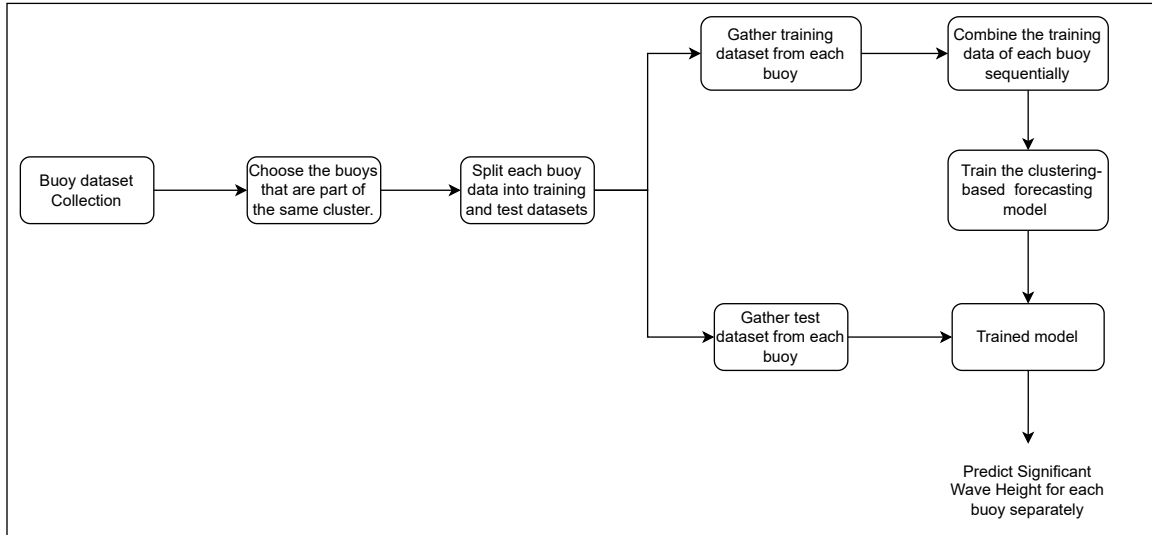 Buoy dataset
Collection
Choose the buoys
that are part of
the same cluster.
Split each buoy
data into training
and test datasets
Gather training
dataset from each
buoy
Combine the training
data of each buoy
sequentially
Train the clustering-
based forecasting
model
Gather test
dataset from each
buoy
Trained model
Predict Significant
Wave Height for each
buoy separately